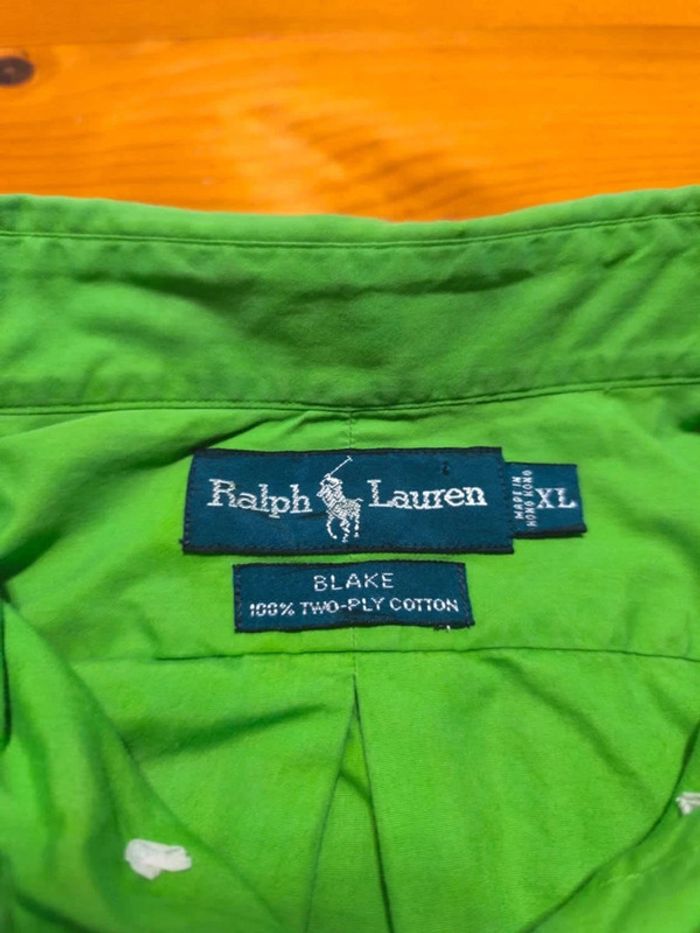 Ralph Lauren
MADE IN
HONG KONG
XL
BLAKE
100% TWO-PLY COTTON